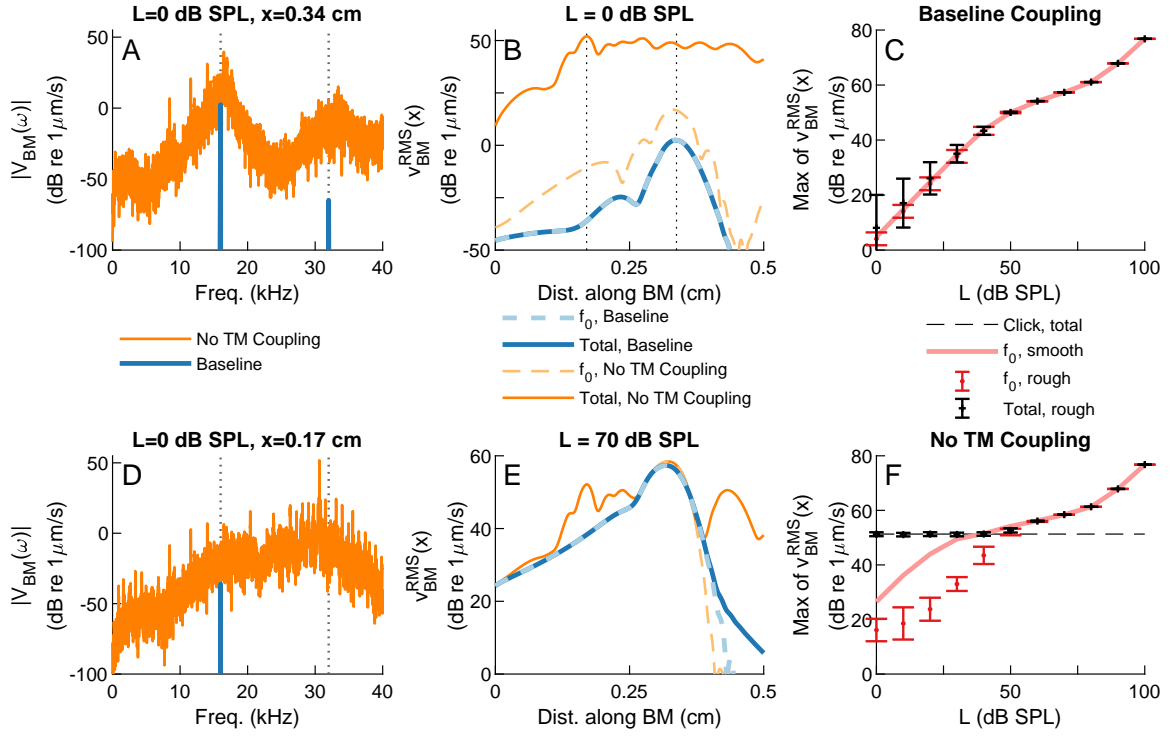 L=0 dB SPL, x=0.34 cm
A
|V_BM(ω)|
(dB re 1μm/s)
50
0
-50
-100
0 10 20 30 40
Freq. (kHz)
L = 0 dB SPL
B
v_BM^RMS(x)
(dB re 1μm/s)
50
0
-50
0 0.25 0.5
Dist. along BM (cm)
Baseline Coupling
C
Max of v_BM^RMS(x)
(dB re 1μm/s)
80
60
40
20
0
0 50 100
L (dB SPL)
No TM Coupling
Baseline
f_0, Baseline
Total, Baseline
f_0, No TM Coupling
Total, No TM Coupling
Click, total
f_0, smooth
f_0, rough
Total, rough
L=0 dB SPL, x=0.17 cm
D
|V_BM(ω)|
(dB re 1μm/s)
50
0
-50
-100
0 10 20 30 40
Freq. (kHz)
L = 70 dB SPL
E
v_BM^RMS(x)
(dB re 1μm/s)
60
40
20
0
0 0.25 0.5
Dist. along BM (cm)
No TM Coupling
F
Max of v_BM^RMS(x)
(dB re 1μm/s)
80
60
40
20
0
0 50 100
L (dB SPL)